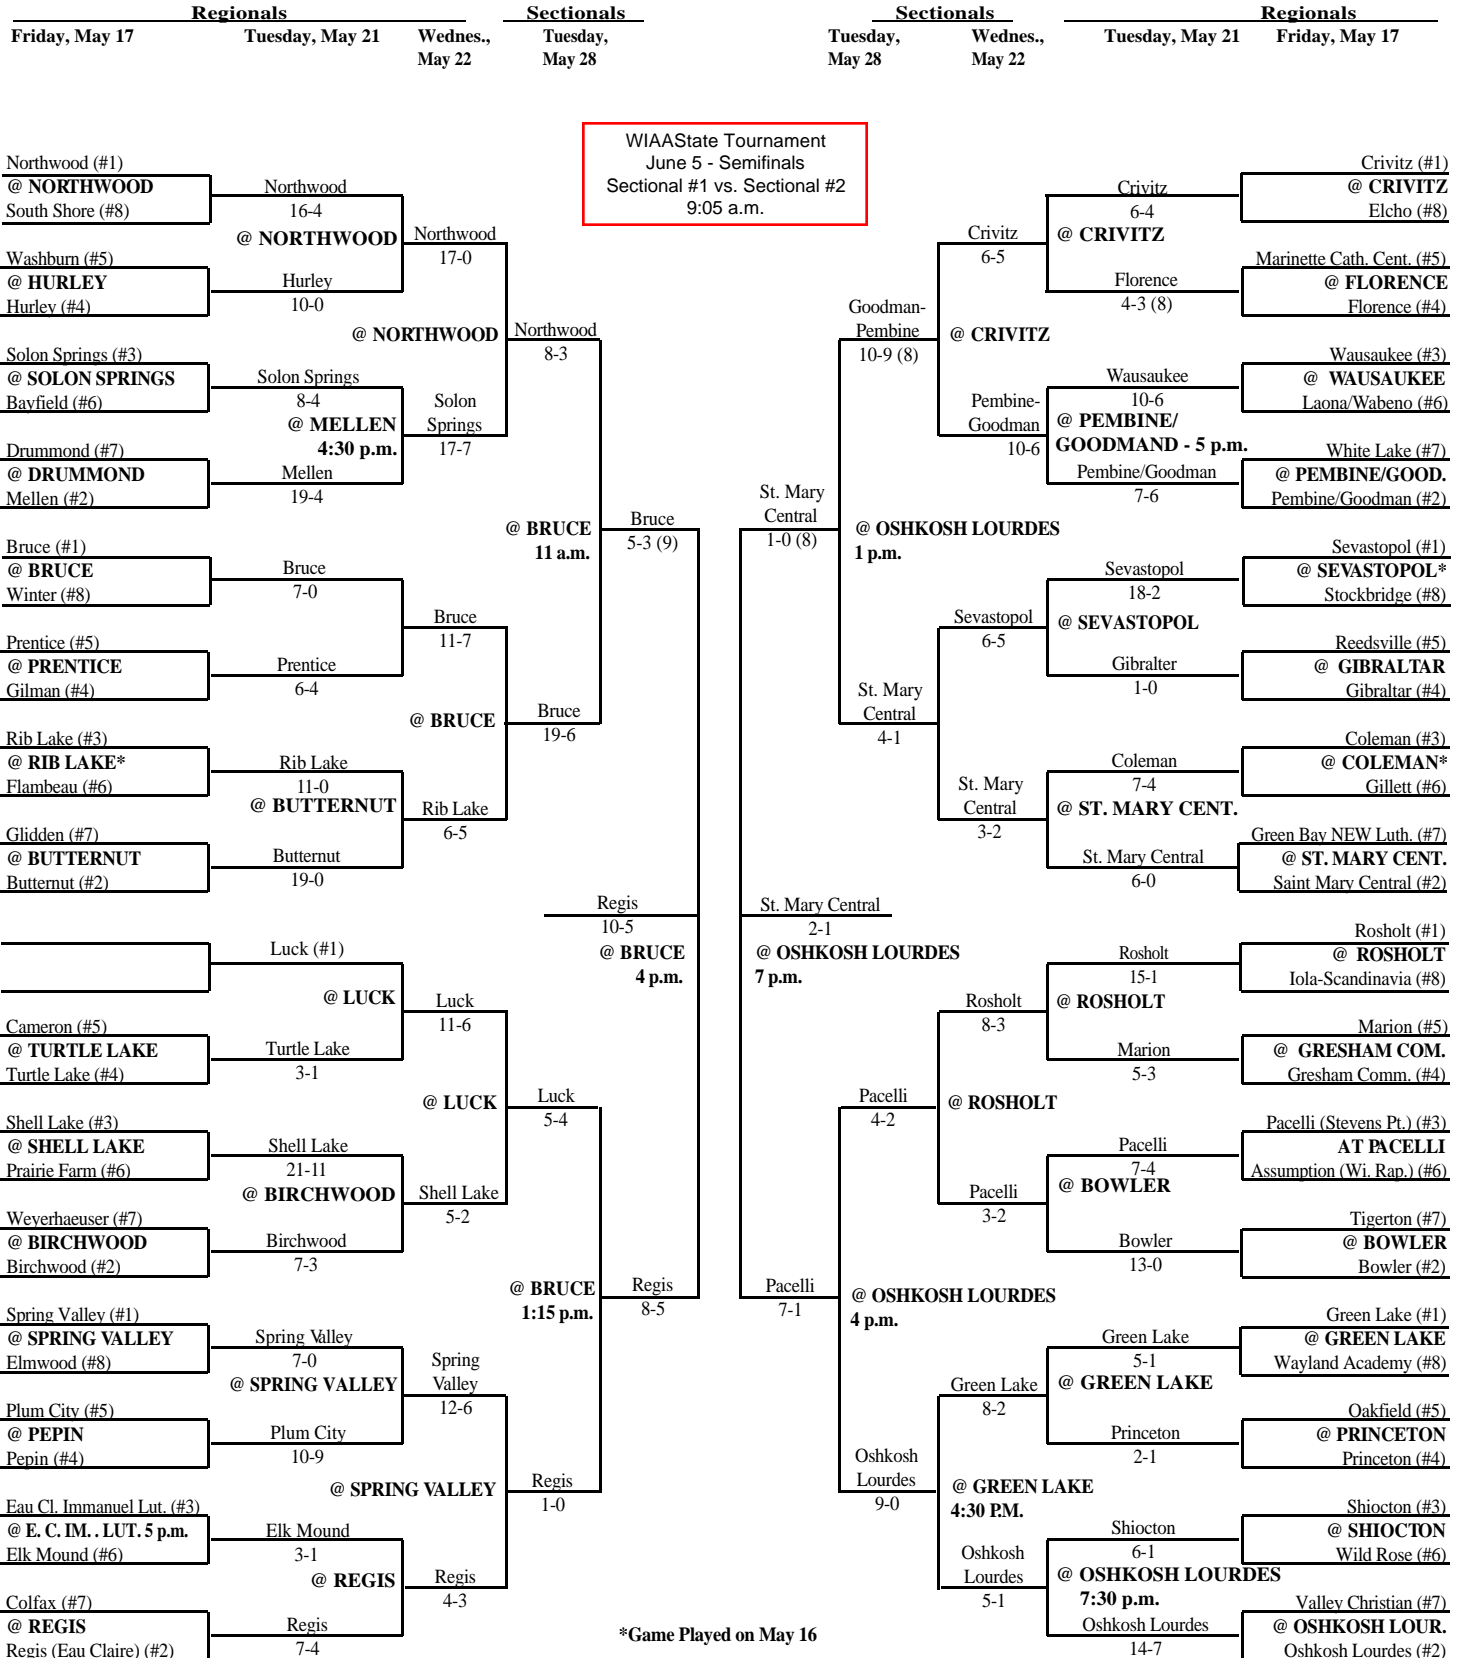 Regionals
Sectionals
Sectionals
Regionals
Friday, May 17
Tuesday, May 21
Wednes., May 22
Tuesday, May 28
Tuesday, May 28
Wednes., May 22
Tuesday, May 21
Friday, May 17
WIAAState Tournament
June 5 - Semifinals
Sectional #1 vs. Sectional #2
9:05 a.m.
Northwood (#1)
@ NORTHWOOD
South Shore (#8)
Washburn (#5)
@ HURLEY
Hurley (#4)
Solon Springs (#3)
@ SOLON SPRINGS
Bayfield (#6)
Drummond (#7)
@ DRUMMOND
Mellen (#2)
Bruce (#1)
@ BRUCE
Winter (#8)
Prentice (#5)
@ PRENTICE
Gilman (#4)
Rib Lake (#3)
@ RIB LAKE*
Flambeau (#6)
Glidden (#7)
@ BUTTERNUT
Butternut (#2)
Cameron (#5)
@ TURTLE LAKE
Turtle Lake (#4)
Shell Lake (#3)
@ SHELL LAKE
Prairie Farm (#6)
Weyerhaeuser (#7)
@ BIRCHWOOD
Birchwood (#2)
Spring Valley (#1)
@ SPRING VALLEY
Elmwood (#8)
Plum City (#5)
@ PEPIN
Pepin (#4)
Eau Cl. Immanuel Lut. (#3)
@ E. C. IM. . LUT. 5 p.m.
Elk Mound (#6)
Colfax (#7)
@ REGIS
Regis (Eau Claire) (#2)
Northwood
16-4
@ NORTHWOOD
Hurley
10-0
Solon Springs
8-4
@ MELLEN
4:30 p.m.
Mellen
19-4
Bruce
7-0
Prentice
6-4
Rib Lake
11-0
@ BUTTERNUT
Butternut
19-0
Luck (#1)
@ LUCK
Turtle Lake
3-1
Shell Lake
21-11
@ BIRCHWOOD
Birchwood
7-3
Spring Valley
7-0
@ SPRING VALLEY
Plum City
10-9
Elk Mound
3-1
@ REGIS
Regis
7-4
Northwood
17-0
@ NORTHWOOD
Solon
Springs
17-7
Bruce
11-7
@ BRUCE
Rib Lake
6-5
Luck
11-6
@ LUCK
Shell Lake
5-2
Spring
Valley
12-6
@ SPRING VALLEY
Regis
4-3
Northwood
8-3
@ BRUCE
11 a.m.
Bruce
19-6
Luck
5-4
@ BRUCE
1:15 p.m.
Regis
1-0
Bruce
5-3 (9)
Regis
10-5
@ BRUCE
4 p.m.
Regis
8-5
*Game Played on May 16
St. Mary
Central
1-0 (8)
St. Mary Central
2-1
@ OSHKOSH LOURDES
7 p.m.
Pacelli
7-1
Goodman-
Pembine
10-9 (8)
@ OSHKOSH LOURDES
1 p.m.
St. Mary
Central
4-1
Pacelli
4-2
@ OSHKOSH LOURDES
4 p.m.
Oshkosh
Lourdes
9-0
Crivitz
6-5
@ CRIVITZ
Pembine-
Goodman
10-6
Sevastopol
6-5
St. Mary
Central
3-2
Rosholt
8-3
@ ROSHOLT
Pacelli
3-2
Green Lake
8-2
@ GREEN LAKE
4:30 P.M.
Oshkosh
Lourdes
5-1
Crivitz
6-4
@ CRIVITZ
Florence
4-3 (8)
Wausaukee
10-6
@ PEMBINE/
GOODMAND - 5 p.m.
Pembine/Goodman
7-6
Sevastopol
18-2
@ SEVASTOPOL
Gibralter
1-0
Coleman
7-4
@ ST. MARY CENT.
St. Mary Central
6-0
Rosholt
15-1
@ ROSHOLT
Marion
5-3
Pacelli
7-4
@ BOWLER
Bowler
13-0
Green Lake
5-1
@ GREEN LAKE
Princeton
2-1
Shiocton
6-1
@ OSHKOSH LOURDES
7:30 p.m.
Oshkosh Lourdes
14-7
Crivitz (#1)
@ CRIVITZ
Elcho (#8)
Marinette Cath. Cent. (#5)
@ FLORENCE
Florence (#4)
Wausaukee (#3)
@ WAUSAUKEE
Laona/Wabeno (#6)
White Lake (#7)
@ PEMBINE/GOOD.
Pembine/Goodman (#2)
Sevastopol (#1)
@ SEVASTOPOL*
Stockbridge (#8)
Reedsville (#5)
@ GIBRALTAR
Gibraltar (#4)
Coleman (#3)
@ COLEMAN*
Gillett (#6)
Green Bay NEW Luth. (#7)
@ ST. MARY CENT.
Saint Mary Central (#2)
Rosholt (#1)
@ ROSHOLT
Iola-Scandinavia (#8)
Marion (#5)
@ GRESHAM COM.
Gresham Comm. (#4)
Pacelli (Stevens Pt.) (#3)
AT PACELLI
Assumption (Wi. Rap.) (#6)
Tigerton (#7)
@ BOWLER
Bowler (#2)
Green Lake (#1)
@ GREEN LAKE
Wayland Academy (#8)
Oakfield (#5)
@ PRINCETON
Princeton (#4)
Shiocton (#3)
@ SHIOCTON
Wild Rose (#6)
Valley Christian (#7)
@ OSHKOSH LOUR.
Oshkosh Lourdes (#2)